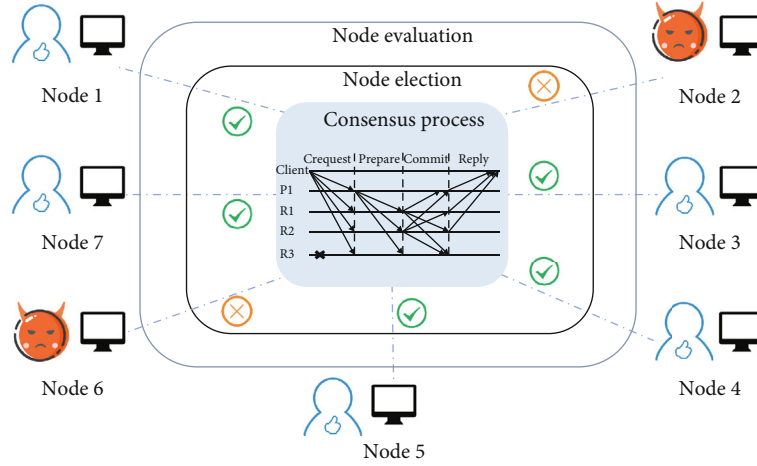 Node evaluation
Node election
Node 1
Node 2
Consensus process
Crequest Prepare Commit Reply
Client
P1
R1
R2
R3
Node 7
Node 3
Node 6
Node 4
Node 5